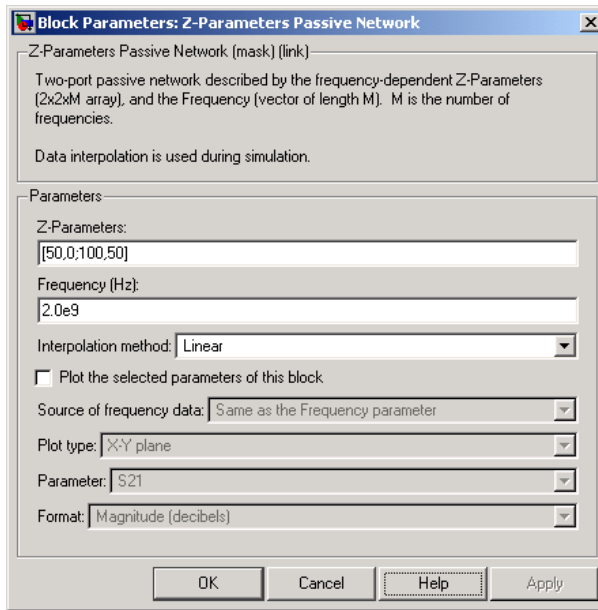 Block Parameters: Z-Parameters Passive Network
Z-Parameters Passive Network (mask) (link)
Two-port passive network described by the frequency-dependent Z-Parameters
(2x2xM array), and the Frequency (vector of length M).  M is the number of
frequencies.
Data interpolation is used during simulation.
Parameters
Z-Parameters:
[50,0;100,50]
Frequency (Hz):
2.0e9
Interpolation method: Linear
Plot the selected parameters of this block
Source of frequency data: Same as the Frequency parameter
Plot type: X-Y plane
Parameter: S21
Format: Magnitude (decibels)
OK Cancel Help Apply